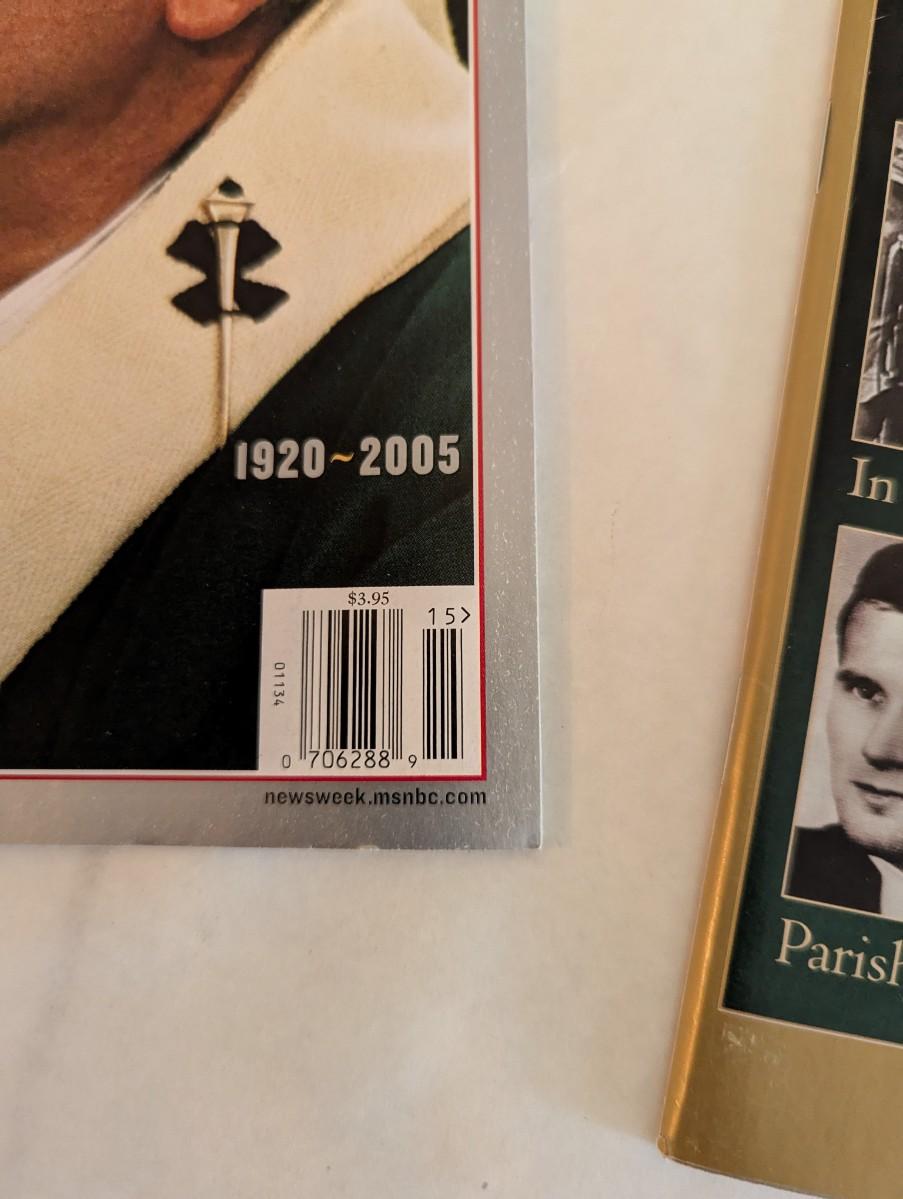 1920~2005
$3.95
15>
01134
0 706288 9
newsweek.msnbc.com
In
Parish